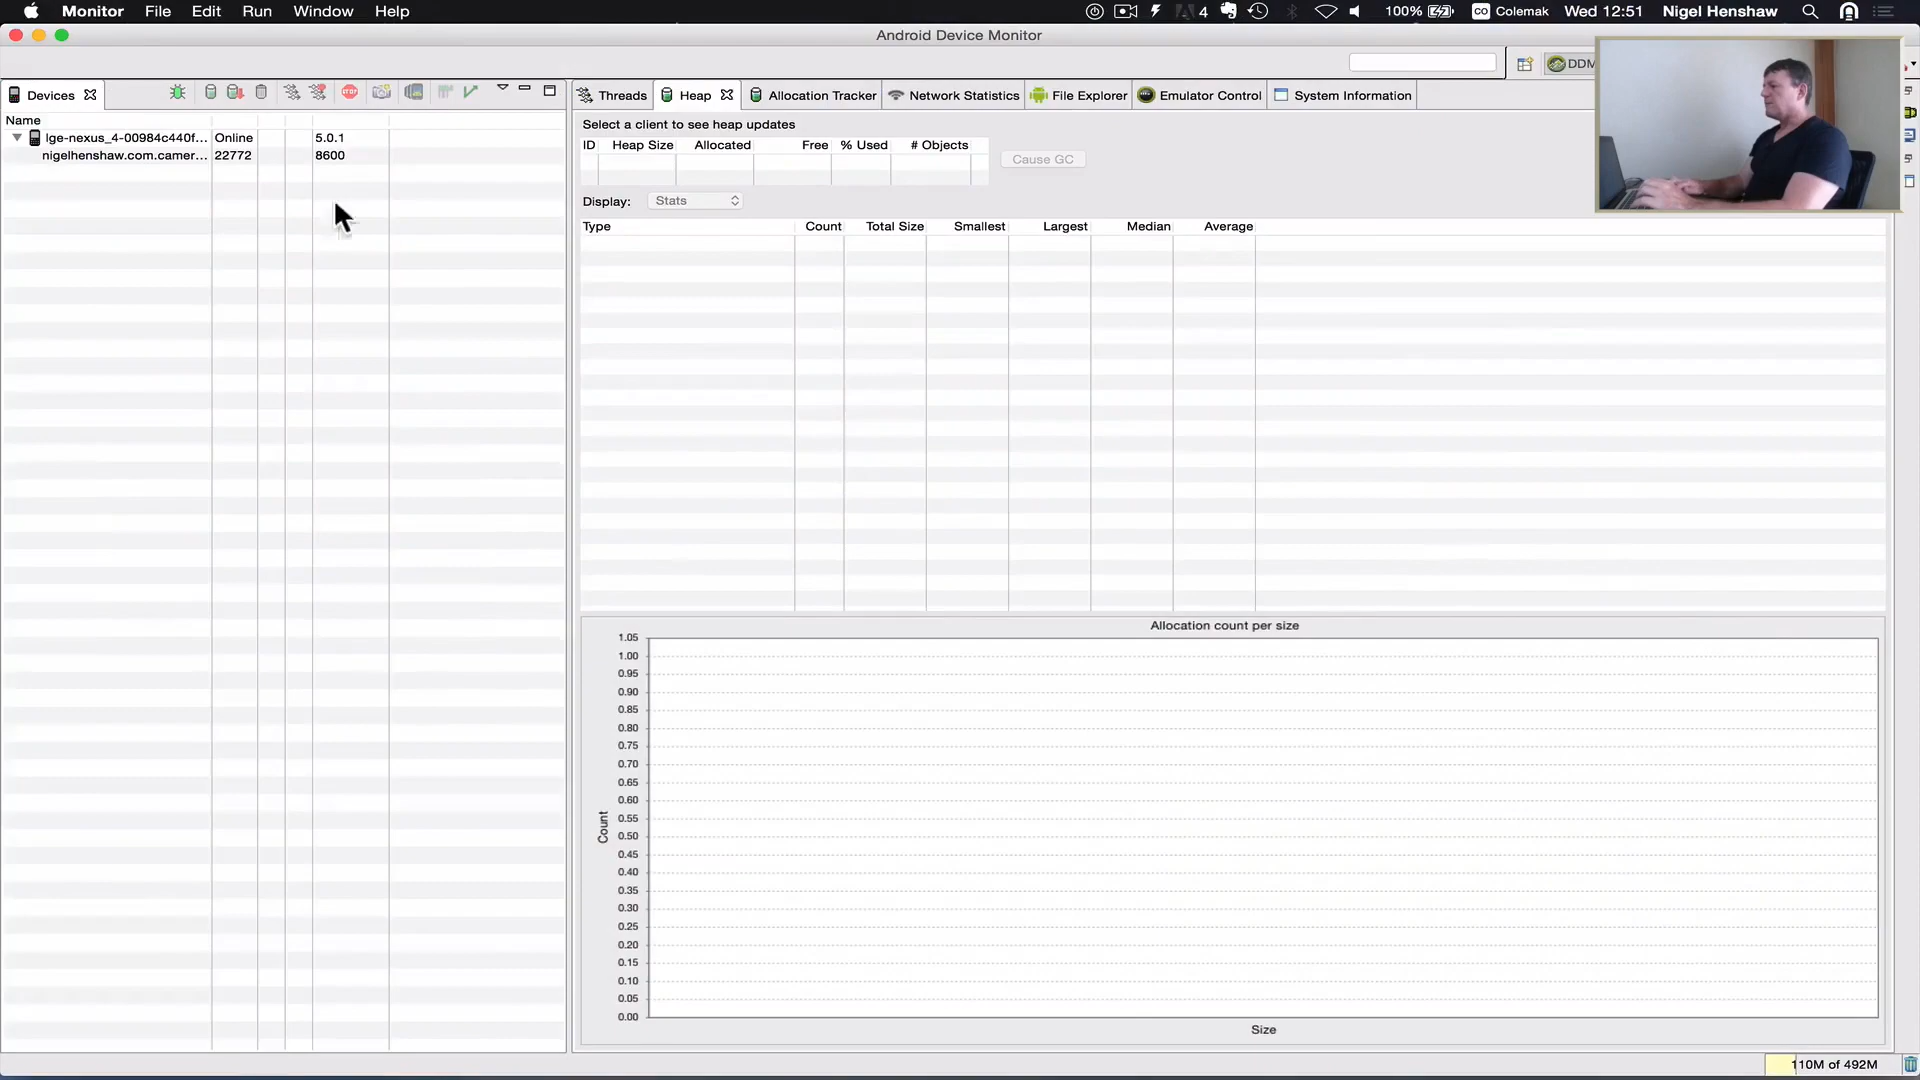 Monitor File Edit Run Window Help 4 100% CO Colemak Wed 12:51 Nigel Henshaw
Android Device Monitor
DDM
Devices
Threads Heap Allocation Tracker Network Statistics File Explorer Emulator Control System Information
Name
lge-nexus_4-00984c440f... Online 5.0.1
nigelhenshaw.com.camer... 22772 8600
Select a client to see heap updates
ID Heap Size Allocated Free % Used # Objects
Cause GC
Display: Stats
Type Count Total Size Smallest Largest Median Average
Allocation count per size
1.05
1.00
0.95
0.90
0.85
0.80
0.75
0.70
0.65
0.60
0.55
0.50
0.45
0.40
0.35
0.30
0.25
0.20
0.15
0.10
0.05
0.00
Count
Size
110M of 492M